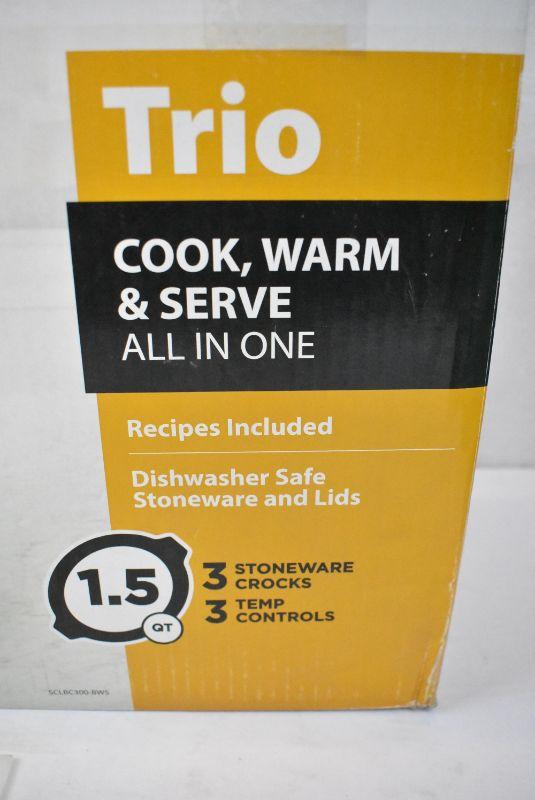 Trio
COOK, WARM
& SERVE
ALL IN ONE
Recipes Included
Dishwasher Safe
Stoneware and Lids
1.5
QT
3 STONEWARE
CROCKS
3 TEMP
CONTROLS
SCLBC300-BWS